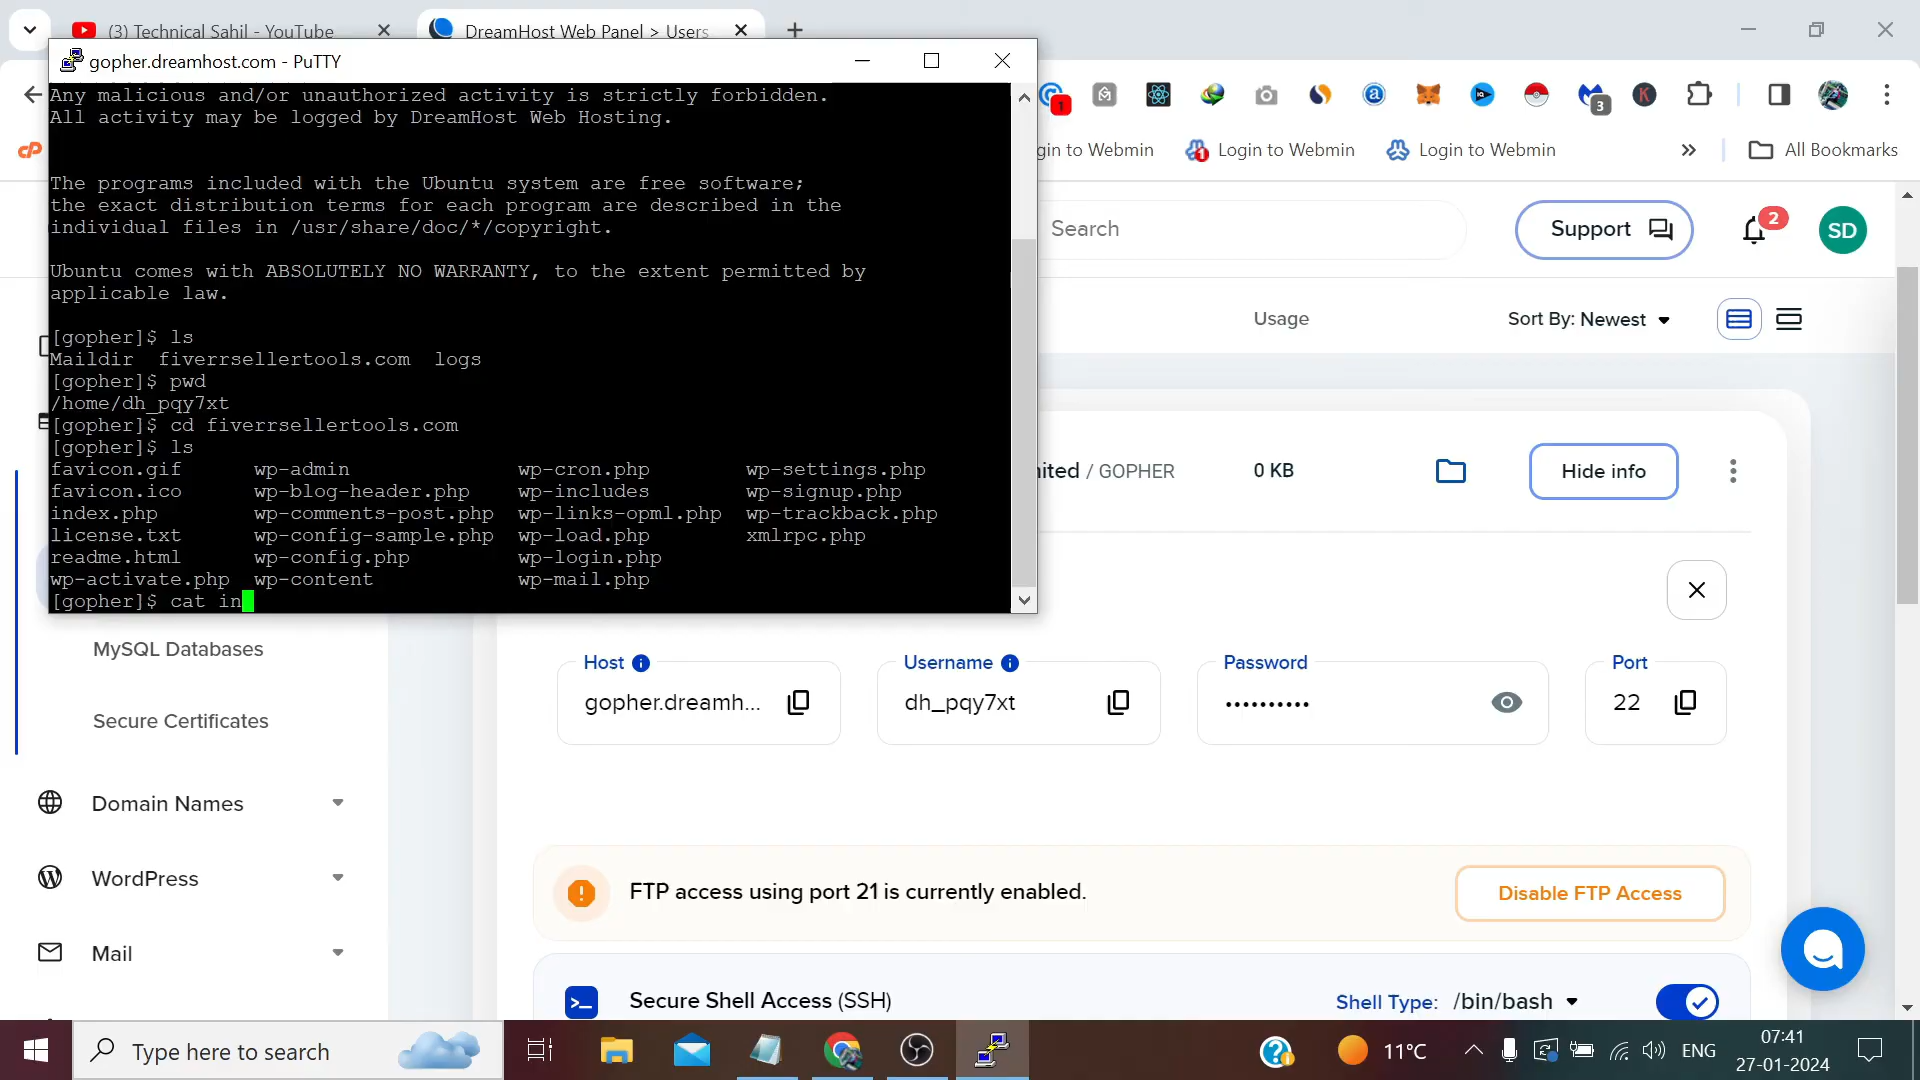 (3) Technical Sahil - YouTube
DreamHost Web Panel > Users
gopher.dreamhost.com - PuTTY
Any malicious and/or unauthorized activity is strictly forbidden.
All activity may be logged by DreamHost Web Hosting.
The programs included with the Ubuntu system are free software;
the exact distribution terms for each program are described in the
individual files in /usr/share/doc/*/copyright.
Ubuntu comes with ABSOLUTELY NO WARRANTY, to the extent permitted by
applicable law.
[gopher]$ ls
Maildir fiverrsellertools.com logs
[gopher]$ pwd
/home/dh_pqy7xt
[gopher]$ cd fiverrsellertools.com
[gopher]$ ls
favicon.gif wp-admin wp-cron.php wp-settings.php
favicon.ico wp-blog-header.php wp-includes wp-signup.php
index.php wp-comments-post.php wp-links-opml.php wp-trackback.php
license.txt wp-config-sample.php wp-load.php xmlrpc.php
readme.html wp-config.php wp-login.php
wp-activate.php wp-content wp-mail.php
[gopher]$ cat in
1
3
gin to Webmin
1
Login to Webmin
Login to Webmin
»
All Bookmarks
Search
Support
2
SD
Usage
Sort By: Newest
ited / GOPHER
0 KB
Hide info
Host
gopher.dreamh...
Username
dh_pqy7xt
Password
••••••••••
Port
22
MySQL Databases
Secure Certificates
Domain Names
WordPress
Mail
FTP access using port 21 is currently enabled.
Disable FTP Access
Secure Shell Access (SSH)
Shell Type: /bin/bash
Type here to search
11°C
ENG
07:41
27-01-2024